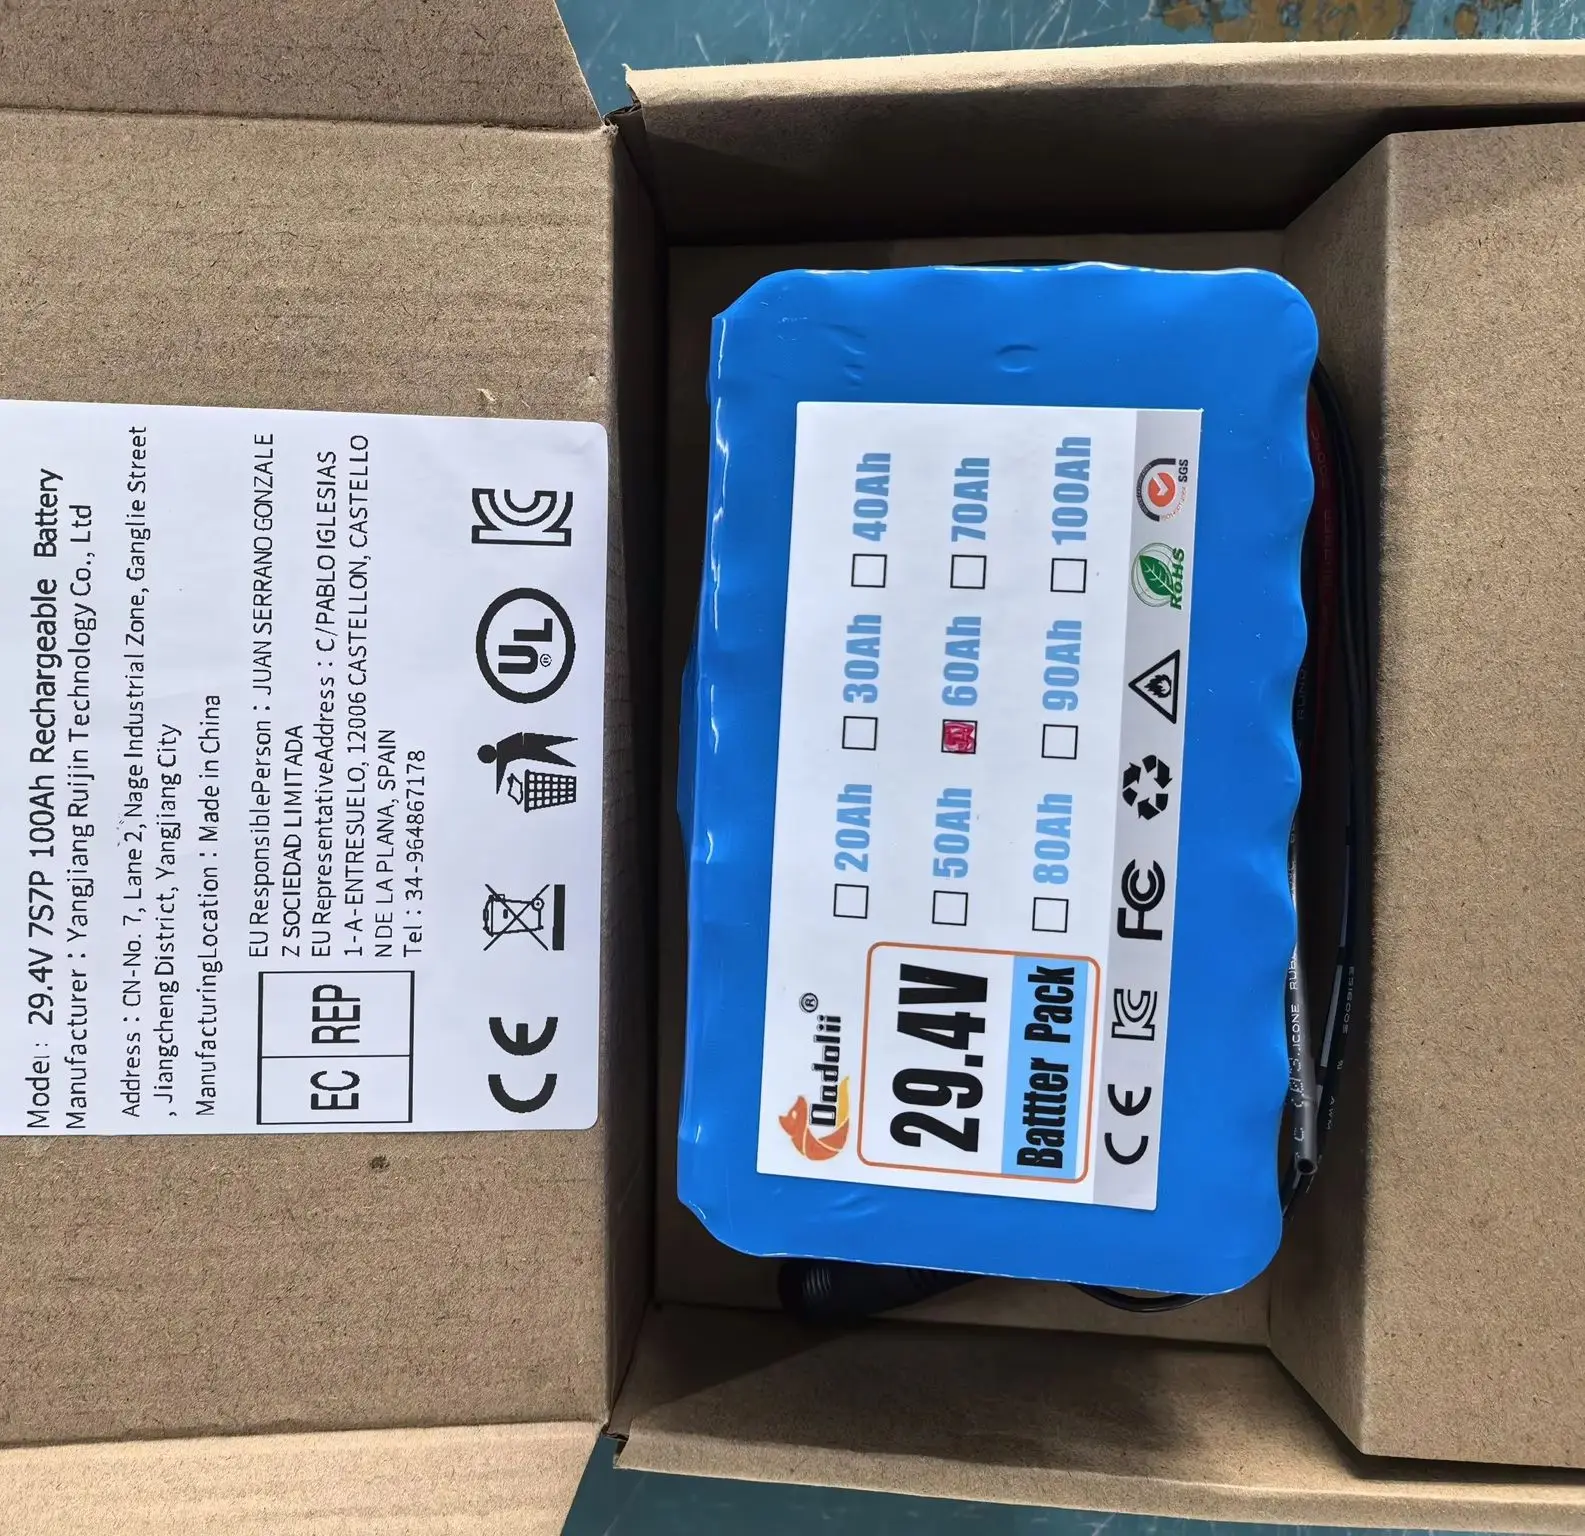 Model: 29.4V 7S7P 100Ah Rechargeable Battery
Manufacturer : Yangjiang Ruijin Technology Co., Ltd
Address : CN-No. 7, Lane 2, Nage Industrial Zone, Ganglie Street
, Jiangcheng District, Yangjiang City
ManufacturingLocation : Made in China
EC REP
EU ResponsiblePerson : JUAN SERRANO GONZALE
Z SOCIEDAD LIMITADA
EU RepresentativeAddress : C/PABLO IGLESIAS
1-A-ENTRESUELO, 12006 CASTELLON, CASTELLO
N DE LA PLANA, SPAIN
Tel : 34-964867178
CE
UL ®
Dadalii ®
29.4V
Battter Pack
20Ah 30Ah 40Ah
50Ah 60Ah 70Ah
80Ah 90Ah 100Ah
CE FC RoHS SGS